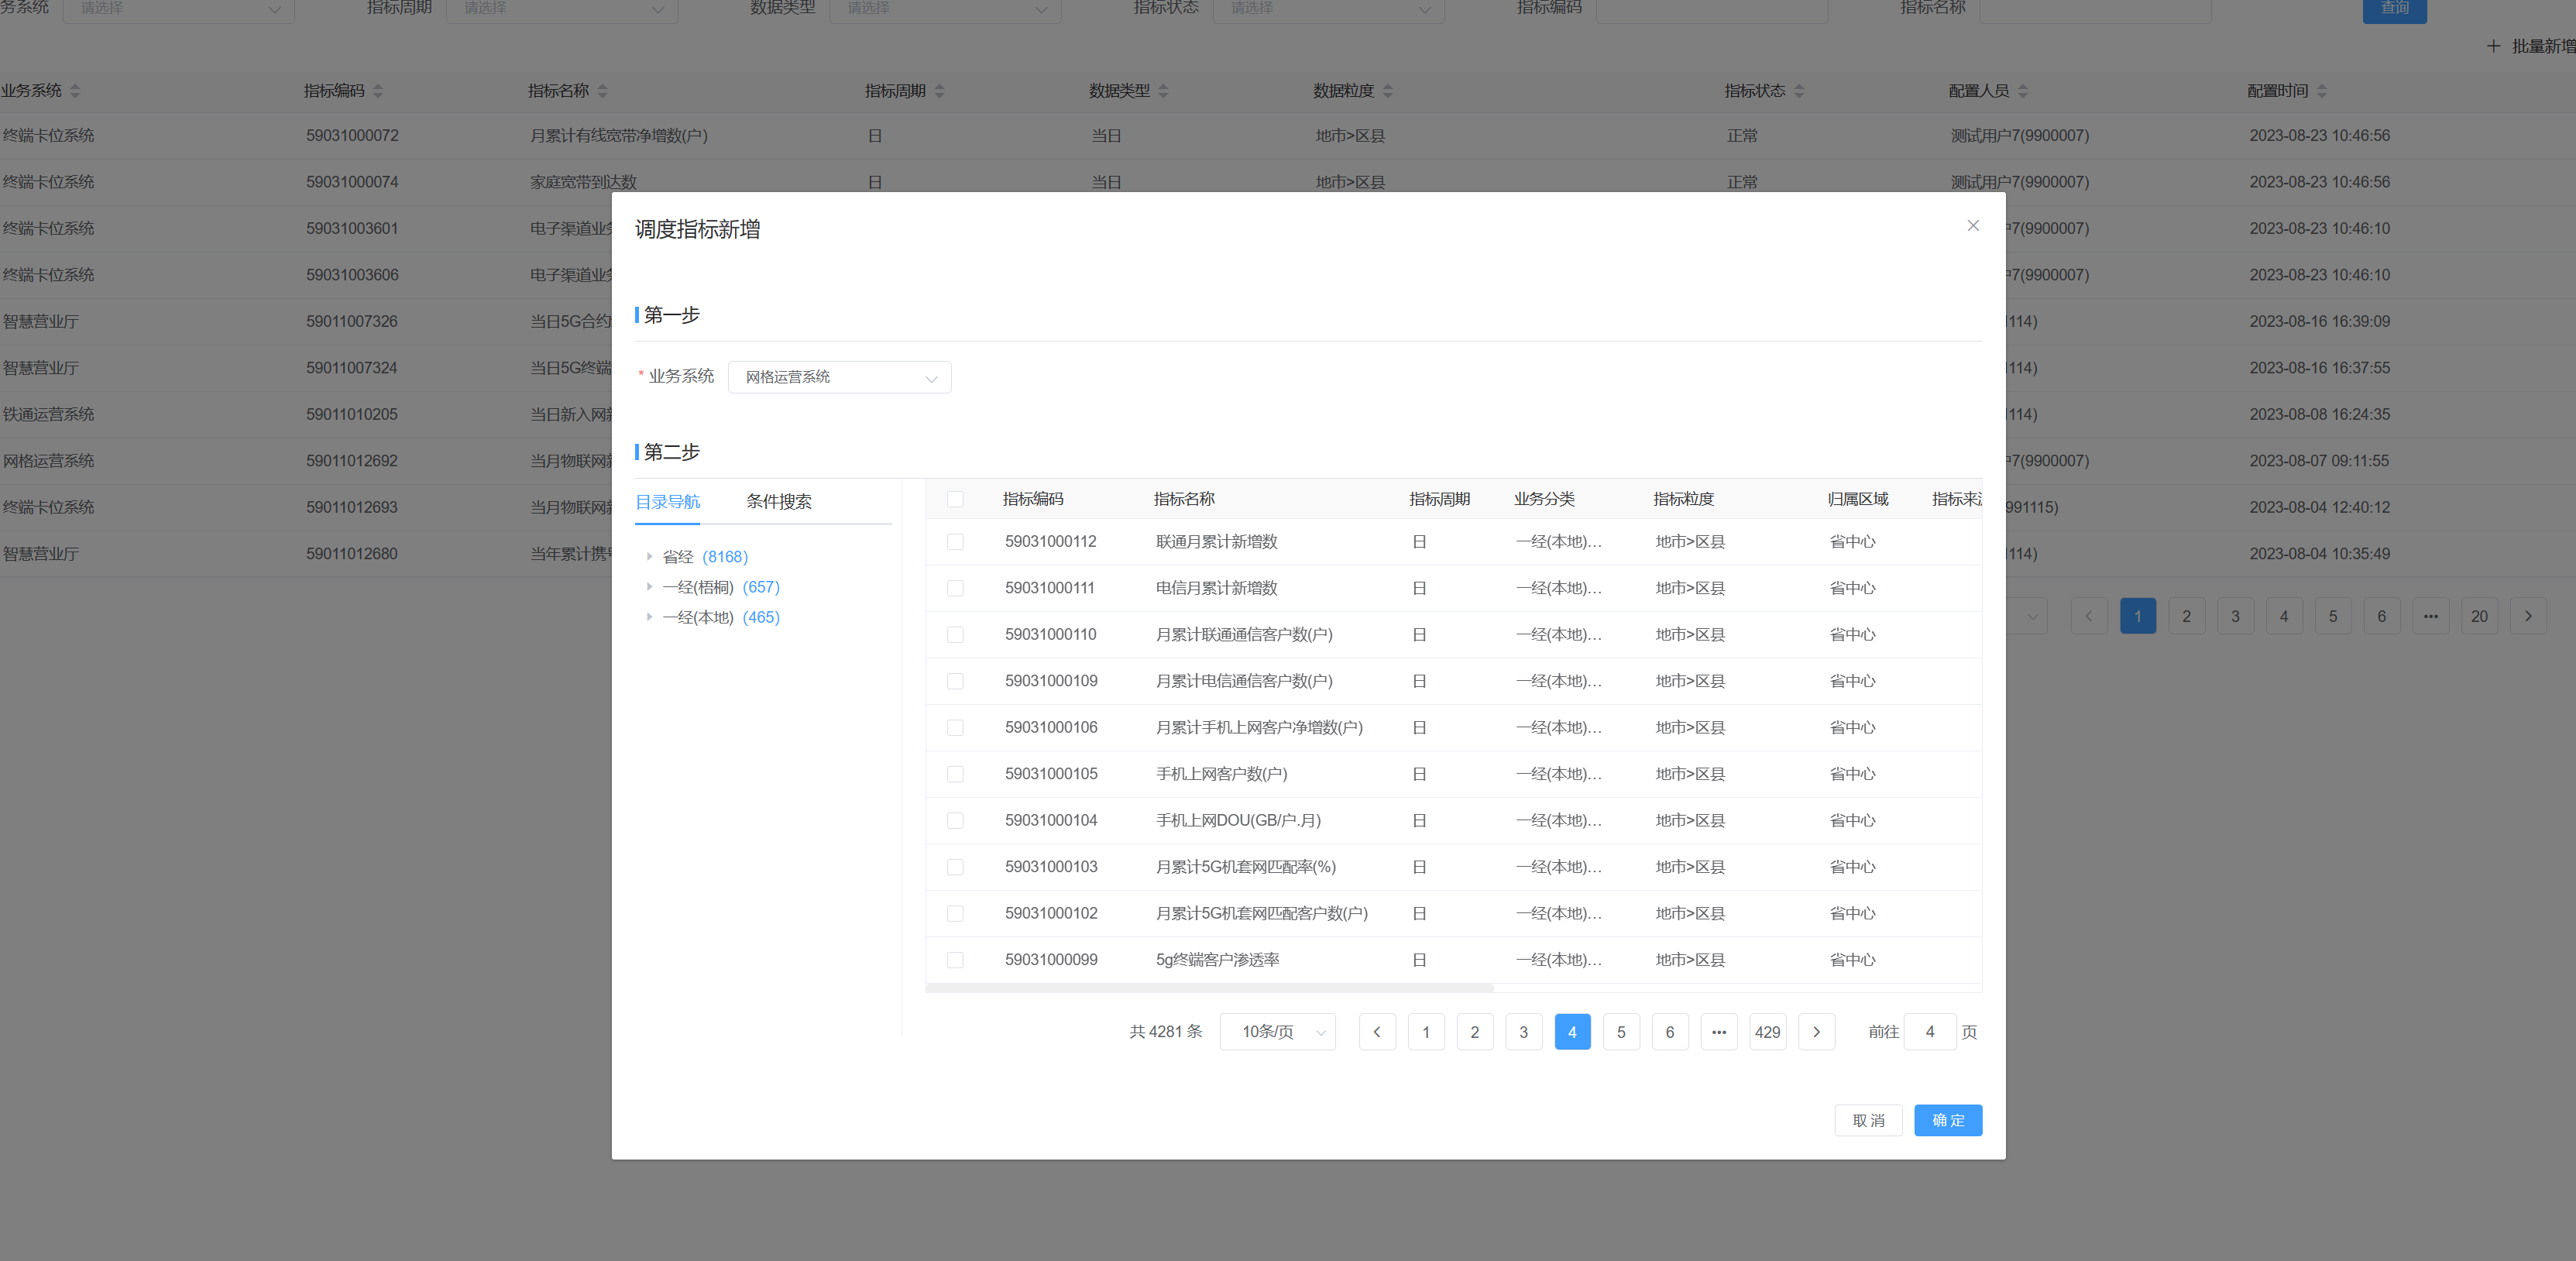 务系统 请选择 指标周期 请选择 数据类型 请选择 指标状态 请选择 指标编码 指标名称 查询
批量新增
业务系统 指标编码 指标名称 指标周期 数据类型 数据粒度 指标状态 配置人员 配置时间
终端卡位系统 59031000072 月累计有线宽带净增数(户) 日 当日 地市>区县 正常 测试用户7(9900007) 2023-08-23 10:46:56
终端卡位系统 59031000074 家庭宽带到达数 日 当日 地市>区县 正常 测试用户7(9900007) 2023-08-23 10:46:56
终端卡位系统 59031003601 电子渠道业务 7(9900007) 2023-08-23 10:46:10
终端卡位系统 59031003606 电子渠道业务 7(9900007) 2023-08-23 10:46:10
智慧营业厅 59011007326 当日5G合约 114) 2023-08-16 16:39:09
智慧营业厅 59011007324 当日5G终端 114) 2023-08-16 16:37:55
铁通运营系统 59011010205 当日新入网新 114) 2023-08-08 16:24:35
网格运营系统 59011012692 当月物联网新 7(9900007) 2023-08-07 09:11:55
终端卡位系统 59011012693 当月物联网新 991115) 2023-08-04 12:40:12
智慧营业厅 59011012680 当年累计携号 114) 2023-08-04 10:35:49
1 2 3 4 5 6 ••• 20
调度指标新增
第一步
* 业务系统 网格运营系统
第二步
目录导航 条件搜索
省经 (8168)
一经(梧桐) (657)
一经(本地) (465)
指标编码 指标名称 指标周期 业务分类 指标粒度 归属区域 指标来源
59031000112 联通月累计新增数 日 一经(本地)… 地市>区县 省中心
59031000111 电信月累计新增数 日 一经(本地)… 地市>区县 省中心
59031000110 月累计联通通信客户数(户) 日 一经(本地)… 地市>区县 省中心
59031000109 月累计电信通信客户数(户) 日 一经(本地)… 地市>区县 省中心
59031000106 月累计手机上网客户净增数(户) 日 一经(本地)… 地市>区县 省中心
59031000105 手机上网客户数(户) 日 一经(本地)… 地市>区县 省中心
59031000104 手机上网DOU(GB/户.月) 日 一经(本地)… 地市>区县 省中心
59031000103 月累计5G机套网匹配率(%) 日 一经(本地)… 地市>区县 省中心
59031000102 月累计5G机套网匹配客户数(户) 日 一经(本地)… 地市>区县 省中心
59031000099 5g终端客户渗透率 日 一经(本地)… 地市>区县 省中心
共 4281 条 10条/页 1 2 3 4 5 6 ••• 429 前往 4 页
取 消 确 定